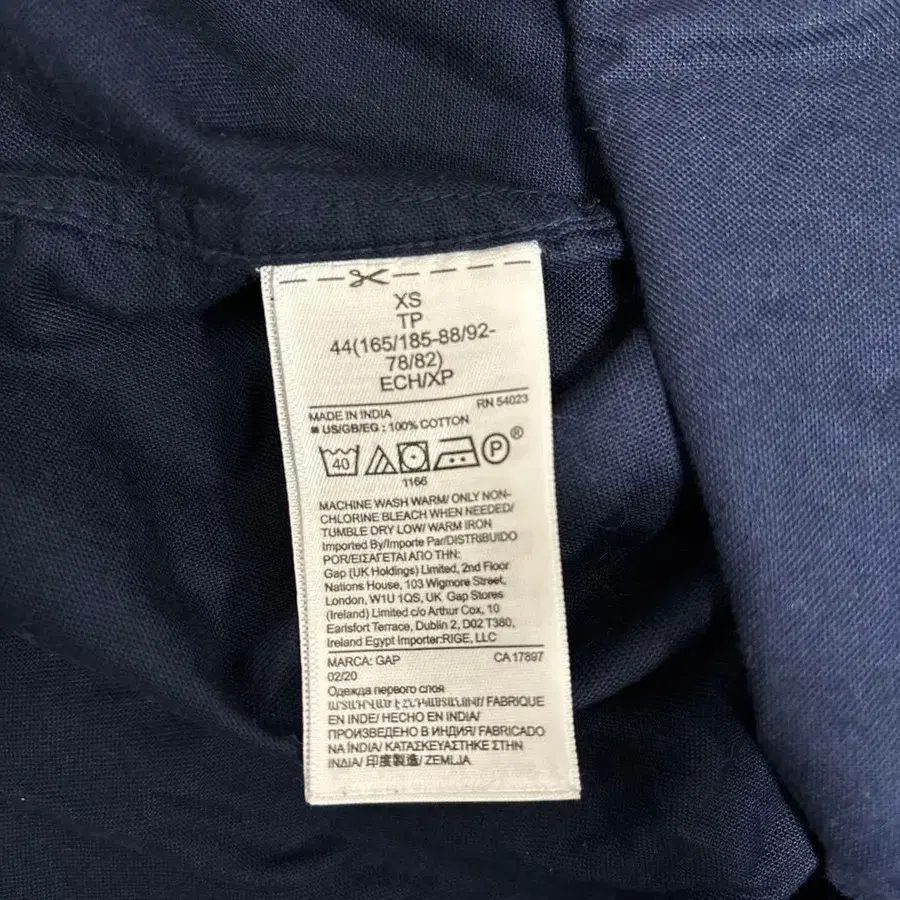 XS
TP
44(165/185-88/92-
78/82)
ECH/XP
RN 54023
MADE IN INDIA
■ US/GB/EG : 100% COTTON
40
P®
1166
MACHINE WASH WARM/ ONLY NON-
CHLORINE BLEACH WHEN NEEDED/
TUMBLE DRY LOW/ WARM IRON
Imported By/Importe Par/DISTRIBUIDO
POR/ΕΙΣΑΓΕΤΑΙ ΑΠΟ ΤΗΝ:
Gap (UK Holdings) Limited, 2nd Floor
Nations House, 103 Wigmore Street,
London, W1U 1QS, UK Gap Stores
(Ireland) Limited c/o Arthur Cox, 10
Earlsfort Terrace, Dublin 2, D02 T380,
Ireland Egypt Importer:RIGE, LLC
MARCA: GAP CA 17897
02/20
Одежда первого слоя
ԱՐՏԱԴՎԱԾ Է ՀՆԴԿԱՍՏԱՆՈՒՄ/ FABRIQUE
EN INDE/ HECHO EN INDIA/
ПРОИЗВЕДЕНО В ИНДИЯ/ FABRICADO
NA ÍNDIA/ ΚΑΤΑΣΚΕΥΑΣΤΗΚΕ ΣΤΗΝ
ΙΝΔΙΑ/ 印度製造/ ZEMLJA